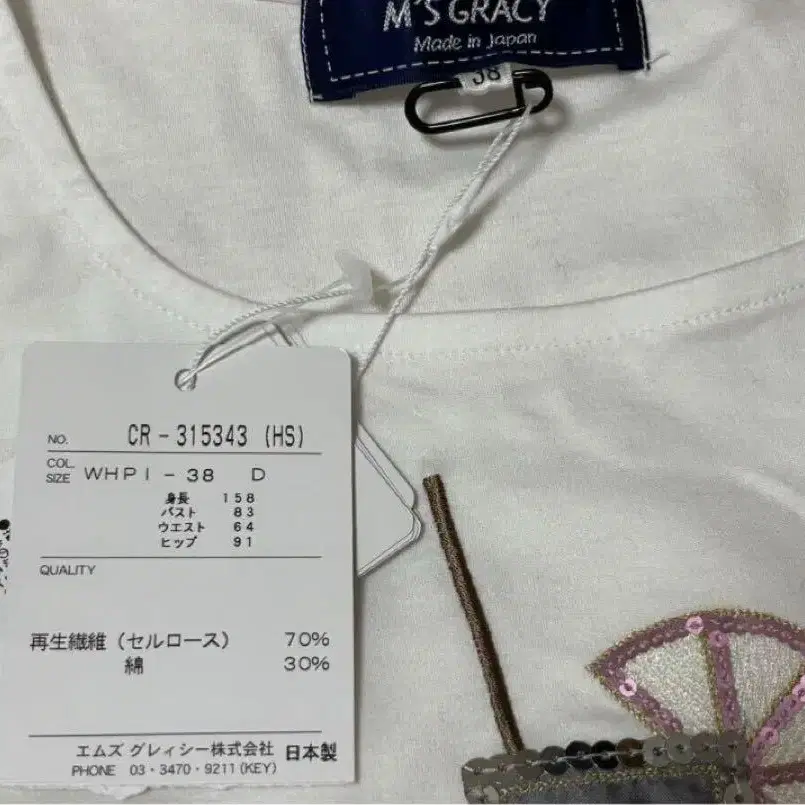 M'S GRACY
Made in Japan
38
NO. CR-315343 (HS)
COL.
SIZE WHPI-38 D
身長 158
バスト 83
ウエスト 64
ヒップ 91
QUALITY
再生繊維(セルロース) 70%
綿 30%
エムズ グレィシー株式会社 日本製
PHONE 03・3470・9211(KEY)